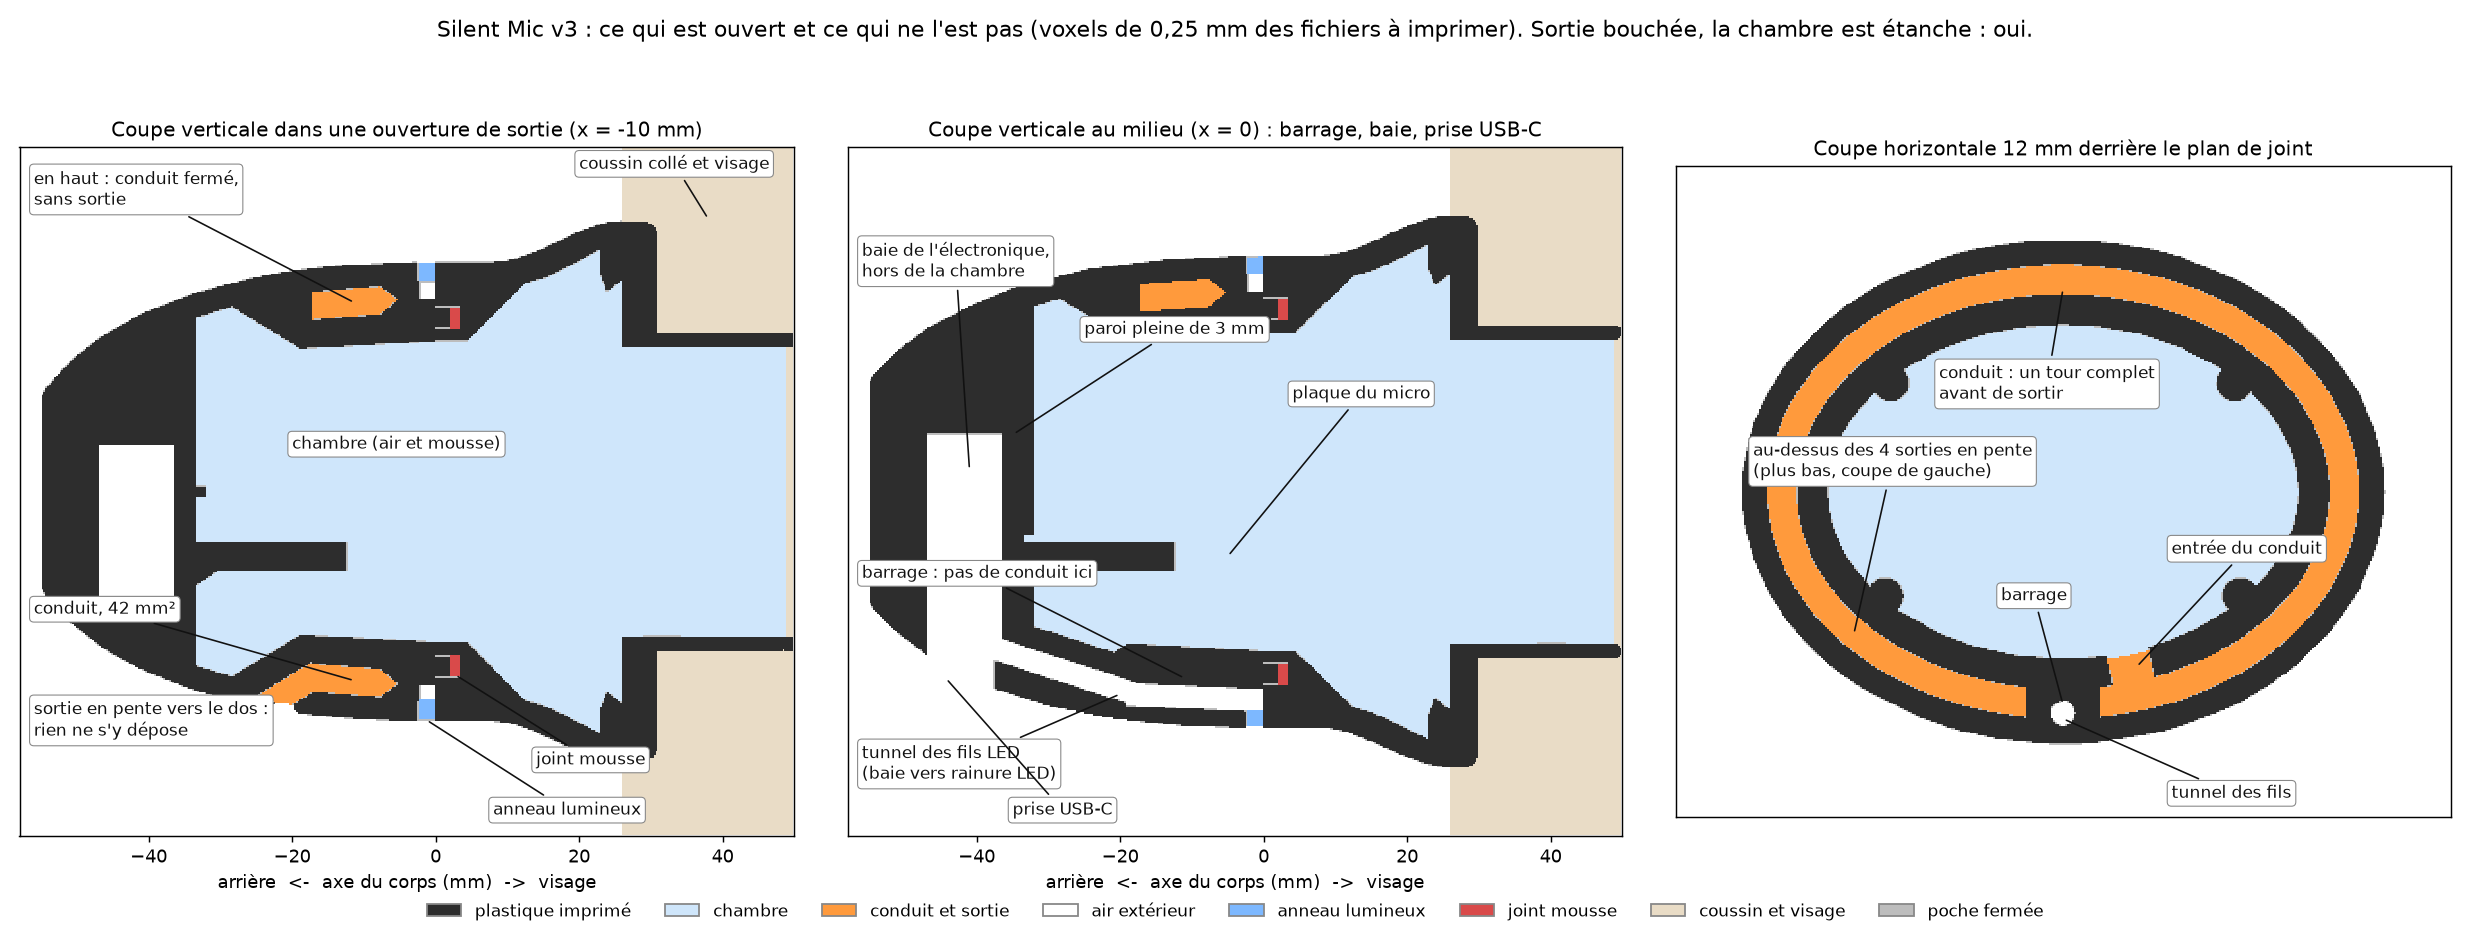 Silent Mic v3 : ce qui est ouvert et ce qui ne l'est pas (voxels de 0,25 mm des fichiers à imprimer). Sortie bouchée, la chambre est étanche : oui.
Coupe verticale dans une ouverture de sortie (x = -10 mm)
coussin collé et visage
en haut : conduit fermé,
sans sortie
chambre (air et mousse)
conduit, 42 mm²
sortie en pente vers le dos :
rien ne s'y dépose
joint mousse
anneau lumineux
−40 −20 0 20 40
arrière <- axe du corps (mm) -> visage
Coupe verticale au milieu (x = 0) : barrage, baie, prise USB-C
baie de l'électronique,
hors de la chambre
paroi pleine de 3 mm
plaque du micro
barrage : pas de conduit ici
tunnel des fils LED
(baie vers rainure LED)
prise USB-C
−40 −20 0 20 40
arrière <- axe du corps (mm) -> visage
Coupe horizontale 12 mm derrière le plan de joint
conduit : un tour complet
avant de sortir
au-dessus des 4 sorties en pente
(plus bas, coupe de gauche)
entrée du conduit
barrage
tunnel des fils
plastique imprimé
chambre
conduit et sortie
air extérieur
anneau lumineux
joint mousse
coussin et visage
poche fermée